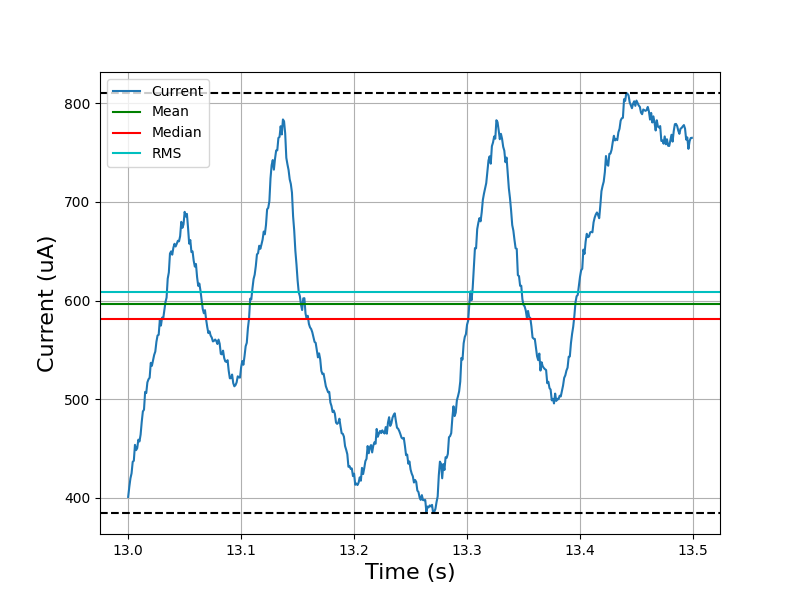 Current
Mean
Median
RMS
800
700
600
500
400
Current (uA)
13.0 13.1 13.2 13.3 13.4 13.5
Time (s)